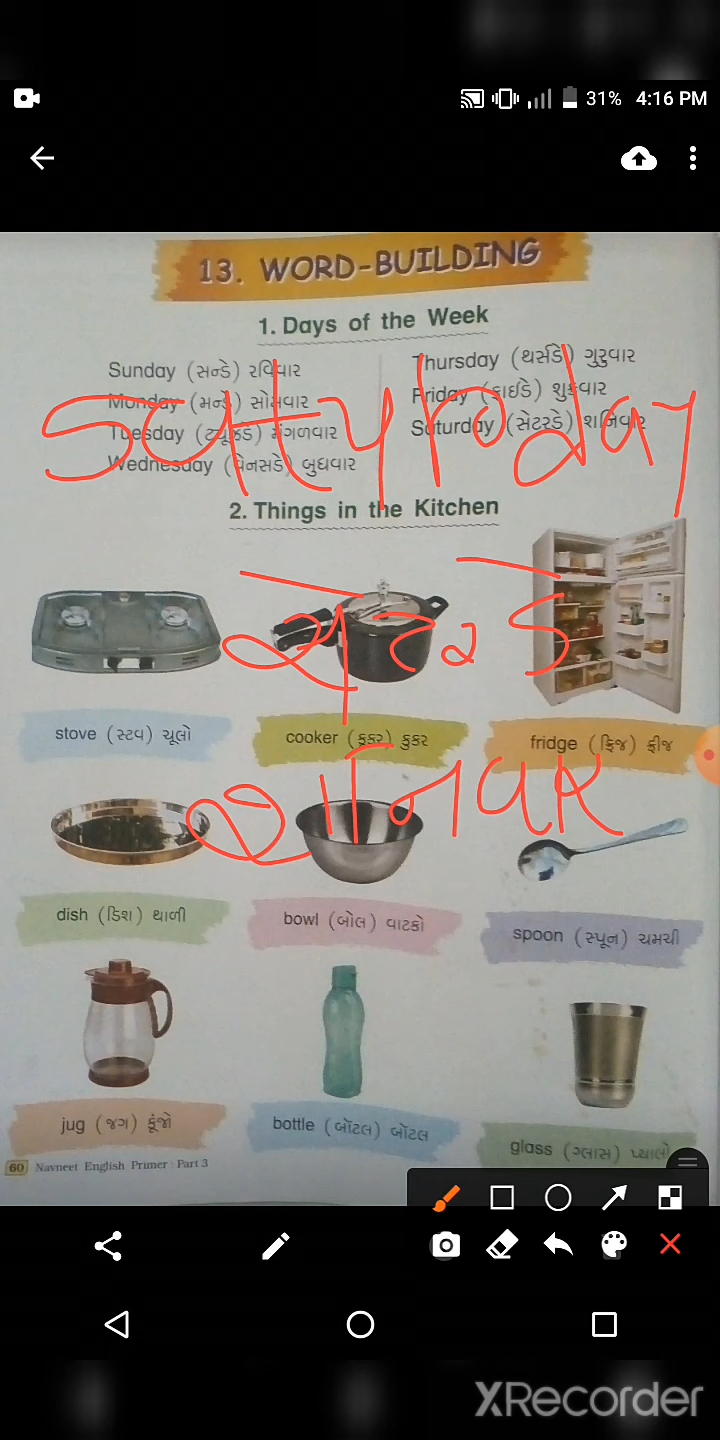 31% 4:16 PM
13. WORD-BUILDING
1. Days of the Week
Sunday (સન્ડે) રવિવાર
Monday (મન્ડે) સોમવાર
Tuesday (ટ્યૂઝડે) મંગળવાર
Wednesday (વેનસડે) બુધવાર
Thursday (થર્સડે) ગુરુવાર
Friday (ફ્રાઇડે) શુક્રવાર
Saturday (સેટરડે) શનિવાર
2. Things in the Kitchen
stove (સ્ટવ) ચૂલો
cooker (કૂકર) કુકર
fridge (ફ્રિજ) ફ્રીજ
dish (ડિશ) થાળી
bowl (બોલ) વાટકો
spoon (સ્પૂન) ચમચી
jug (જગ) કૂંજો
bottle (બૉટલ) બૉટલ
glass (ગ્લાસ) પ્યાલો
60 Navneet English Primer : Part 3
XRecorder